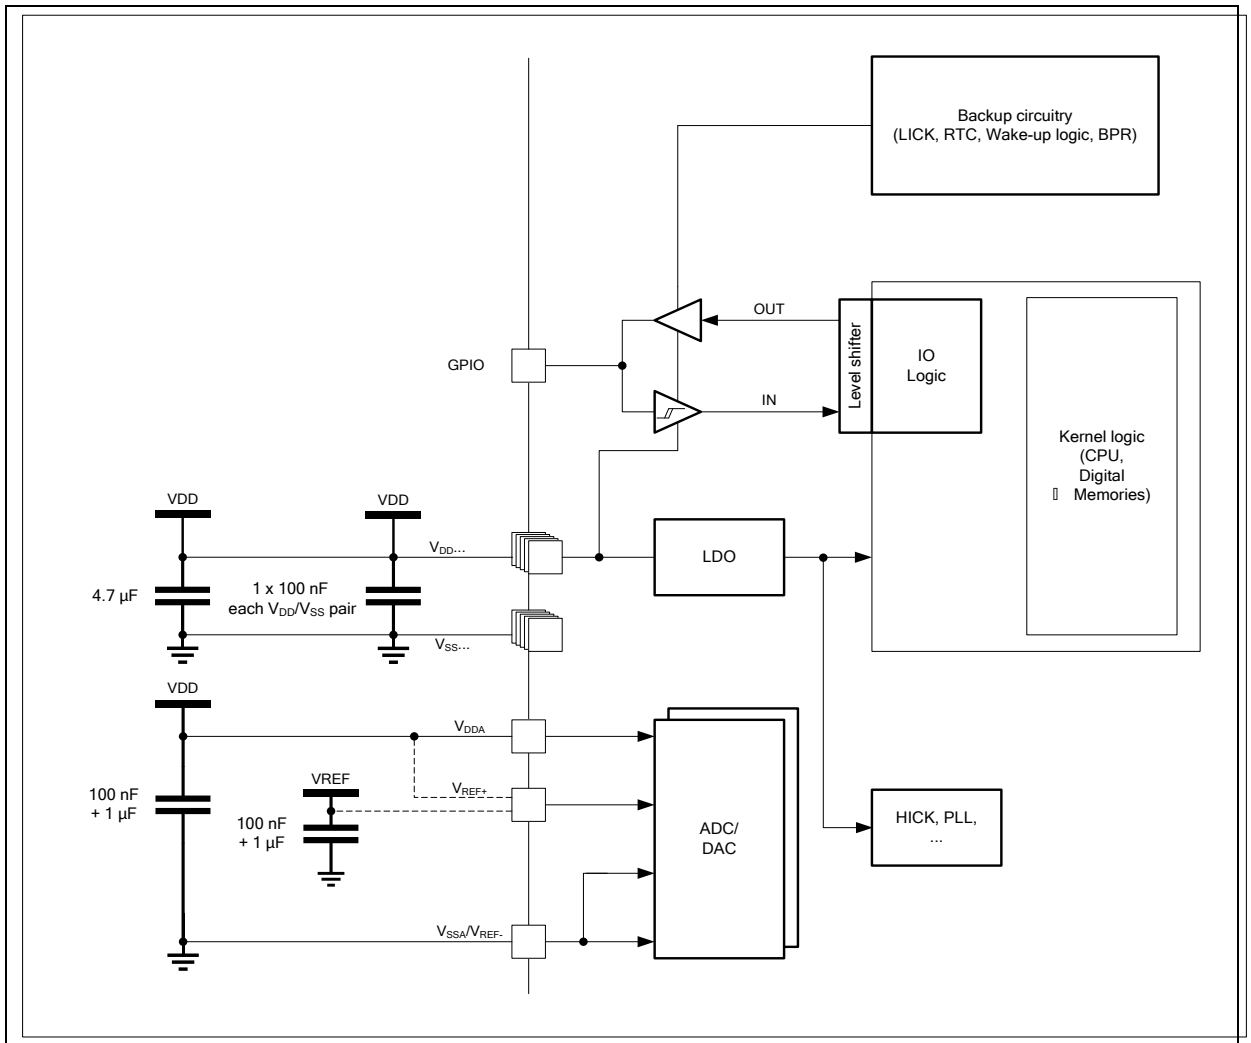 Backup circuitry
(LICK, RTC, Wake-up logic, BPR)
OUT
GPIO
Level shifter
IO
Logic
IN
Kernel logic
(CPU,
Digital
Memories)
VDD
VDD
VDD...
LDO
4.7 µF
1 x 100 nF
each VDD/VSS pair
VSS...
VDD
VDDA
VREF
VREF+
100 nF
+ 1 µF
100 nF
+ 1 µF
ADC/
DAC
HICK, PLL,
...
VSSA/VREF-